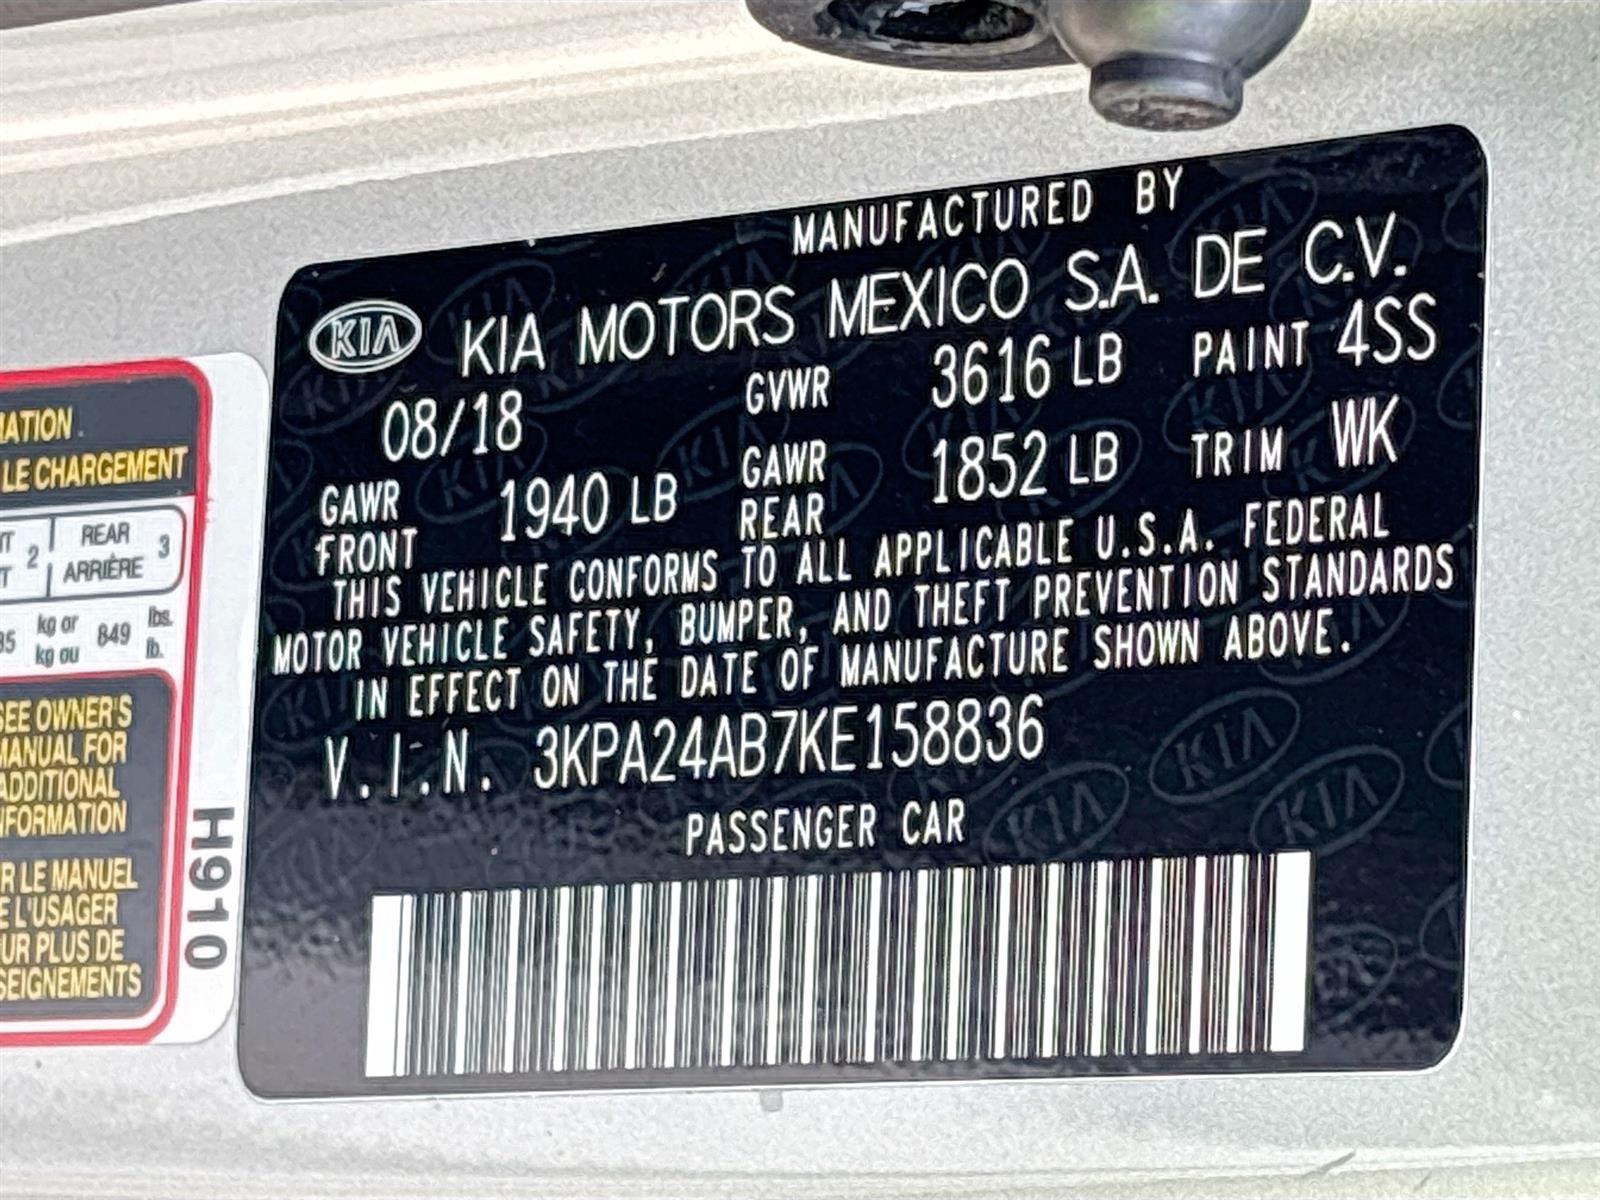 MANUFACTURED BY
KIA KIA MOTORS MEXICO S.A. DE C.V.
08/18 GVWR 3616 LB PAINT 4SS
GAWR FRONT 1940 LB GAWR REAR 1852 LB TRIM WK
THIS VEHICLE CONFORMS TO ALL APPLICABLE U.S.A. FEDERAL
MOTOR VEHICLE SAFETY, BUMPER, AND THEFT PREVENTION STANDARDS
IN EFFECT ON THE DATE OF MANUFACTURE SHOWN ABOVE.
V.I.N. 3KPA24AB7KE158836
PASSENGER CAR
LE CHARGEMENT
2 REAR 3
ARRIÈRE
kg or 849 lbs.
kg ou lb.
SEE OWNER'S
MANUAL FOR
ADDITIONAL
INFORMATION
LE MANUEL
L'USAGER
PLUS DE
H910